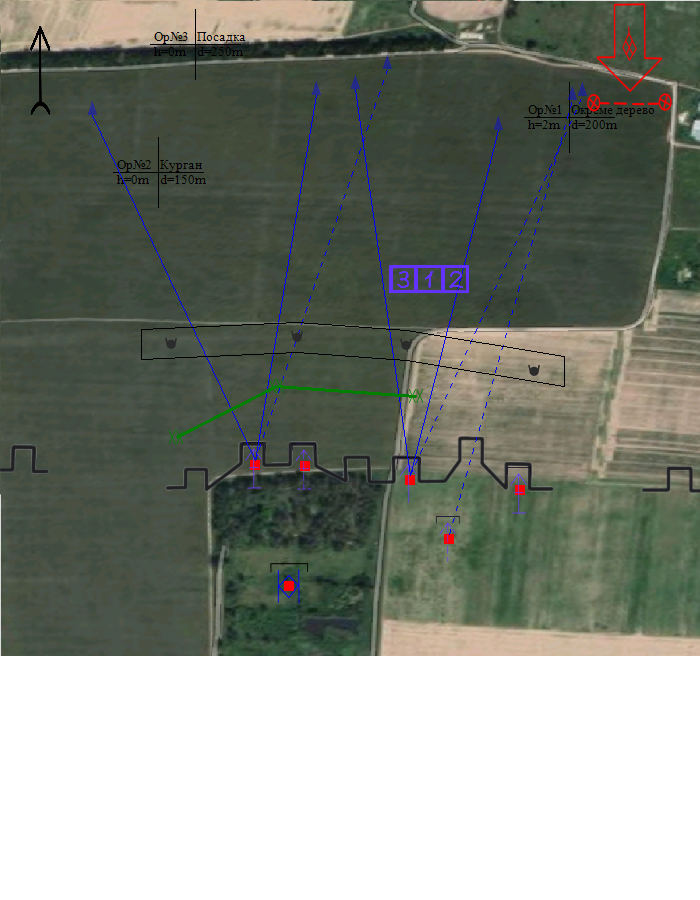 Ор№3 Посадка
h=0m d=250m
Ор№1 Окреме дерево
h=2m d=200m
Ор№2 Курган
h=0m d=150m
3 1 2